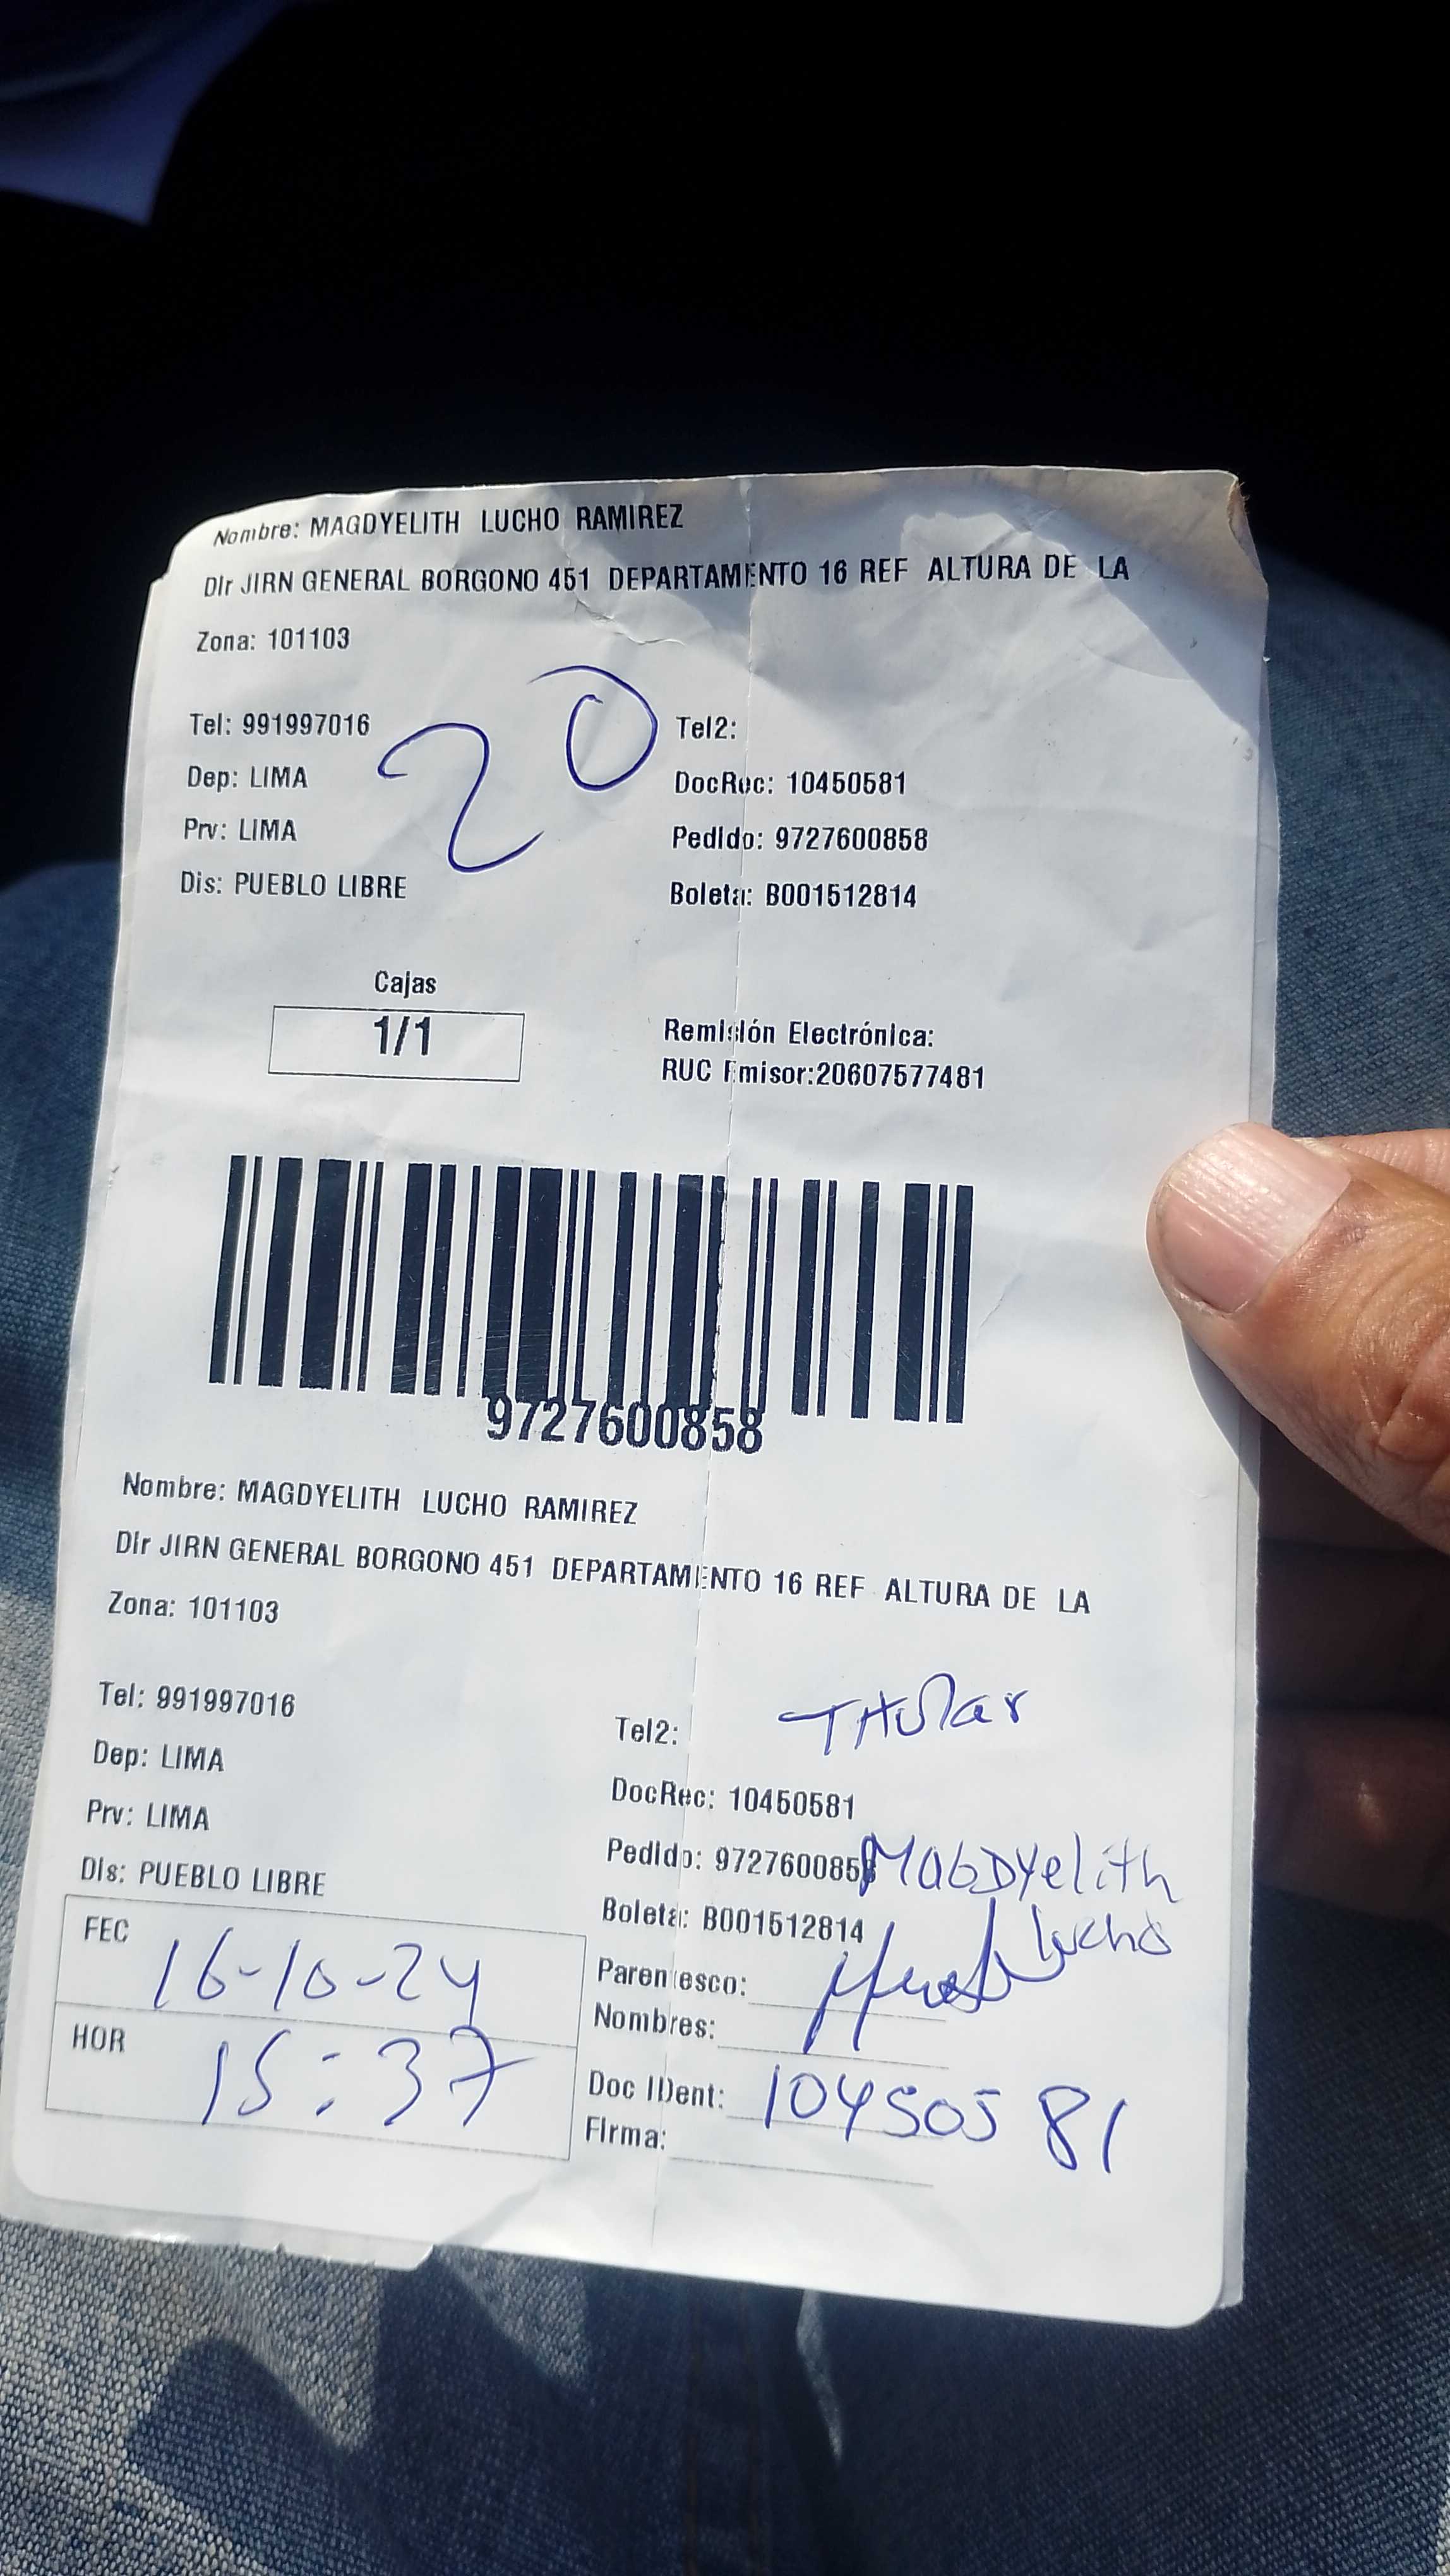 Nombre: MAGDYELITH LUCHO RAMIREZ
Dir JIRN GENERAL BORGONO 451 DEPARTAMENTO 16 REF ALTURA DE LA
Zona: 101103
20
Tel: 991997016 Tel2:
Dep: LIMA DocRec: 10450581
Prv: LIMA Pedido: 9727600858
Dis: PUEBLO LIBRE Boleta: B001512814
Cajas
1/1
Remisión Electrónica:
RUC Emisor:20607577481
9727600858
Nombre: MAGDYELITH LUCHO RAMIREZ
Dir JIRN GENERAL BORGONO 451 DEPARTAMENTO 16 REF ALTURA DE LA
Zona: 101103
Titular
Tel: 991997016 Tel2:
Dep: LIMA DocRec: 10450581
Prv: LIMA Pedido: 9727600858 Magdyelith
Dis: PUEBLO LIBRE Boleta: B001512814 Lucho
FEC 16-10-24 Parentesco:
Nombres:
HOR 15:37 Doc IDent: 10450581
Firma: